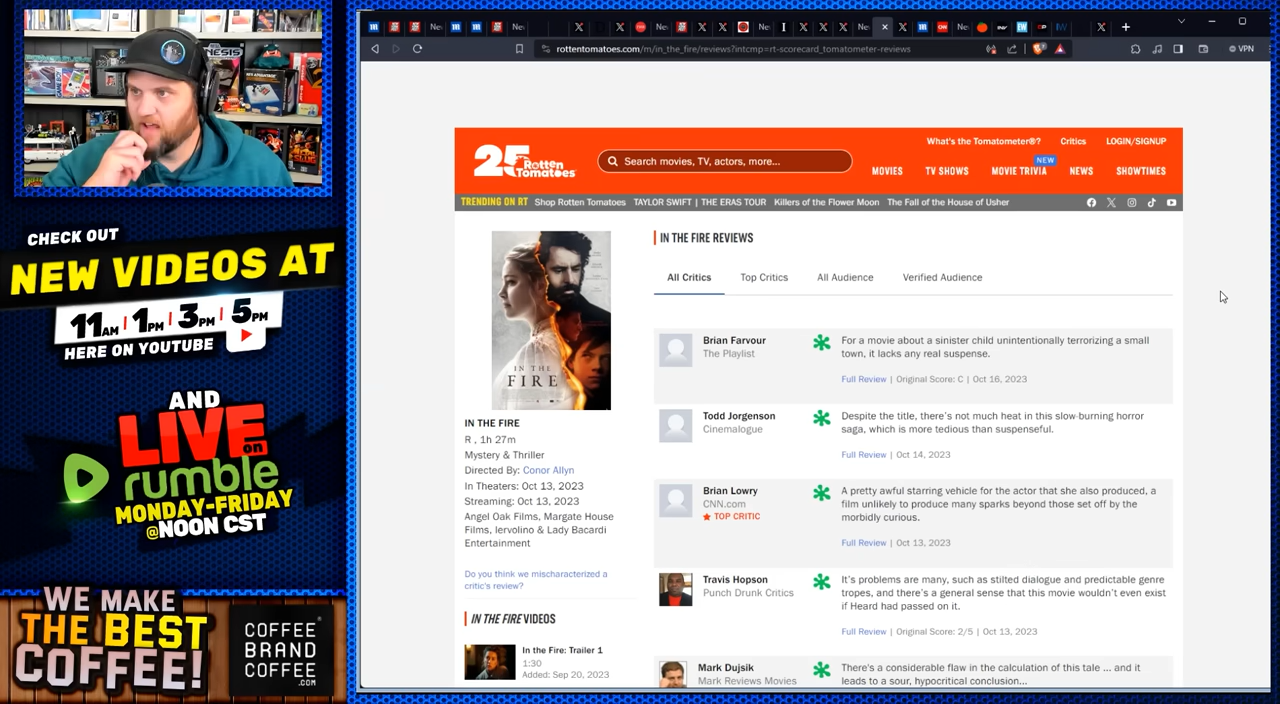 GENESIS
CHECK OUT
NEW VIDEOS AT
11AM | 1PM | 3PM | 5PM
HERE ON YOUTUBE
AND
LIVE on
rumble
MONDAY-FRIDAY
@NOON CST
WE MAKE
THE BEST
COFFEE!
COFFEE
BRAND
COFFEE
.COM
rottentomatoes.com/m/in_the_fire/reviews?intcmp=rt-scorecard_tomatometer-reviews
VPN
What's the Tomatometer®?
Critics
LOGIN/SIGNUP
25 Rotten Tomatoes
Search movies, TV, actors, more...
NEW
MOVIES
TV SHOWS
MOVIE TRIVIA
NEWS
SHOWTIMES
TRENDING ON RT
Shop Rotten Tomatoes
TAYLOR SWIFT | THE ERAS TOUR
Killers of the Flower Moon
The Fall of the House of Usher
IN THE
FIRE
IN THE FIRE
R , 1h 27m
Mystery & Thriller
Directed By: Conor Allyn
In Theaters: Oct 13, 2023
Streaming: Oct 13, 2023
Angel Oak Films, Margate House
Films, Iervolino & Lady Bacardi
Entertainment
Do you think we mischaracterized a
critic's review?
IN THE FIRE VIDEOS
In the Fire: Trailer 1
1:30
Added: Sep 20, 2023
IN THE FIRE REVIEWS
All Critics
Top Critics
All Audience
Verified Audience
Brian Farvour
The Playlist
For a movie about a sinister child unintentionally terrorizing a small
town, it lacks any real suspense.
Full Review | Original Score: C | Oct 16, 2023
Todd Jorgenson
Cinemalogue
Despite the title, there's not much heat in this slow-burning horror
saga, which is more tedious than suspenseful.
Full Review | Oct 14, 2023
Brian Lowry
CNN.com
TOP CRITIC
A pretty awful starring vehicle for the actor that she also produced, a
film unlikely to produce many sparks beyond those set off by the
morbidly curious.
Full Review | Oct 13, 2023
Travis Hopson
Punch Drunk Critics
It's problems are many, such as stilted dialogue and predictable genre
tropes, and there's a general sense that this movie wouldn't even exist
if Heard had passed on it.
Full Review | Original Score: 2/5 | Oct 13, 2023
Mark Dujsik
Mark Reviews Movies
There's a considerable flaw in the calculation of this tale ... and it
leads to a sour, hypocritical conclusion...